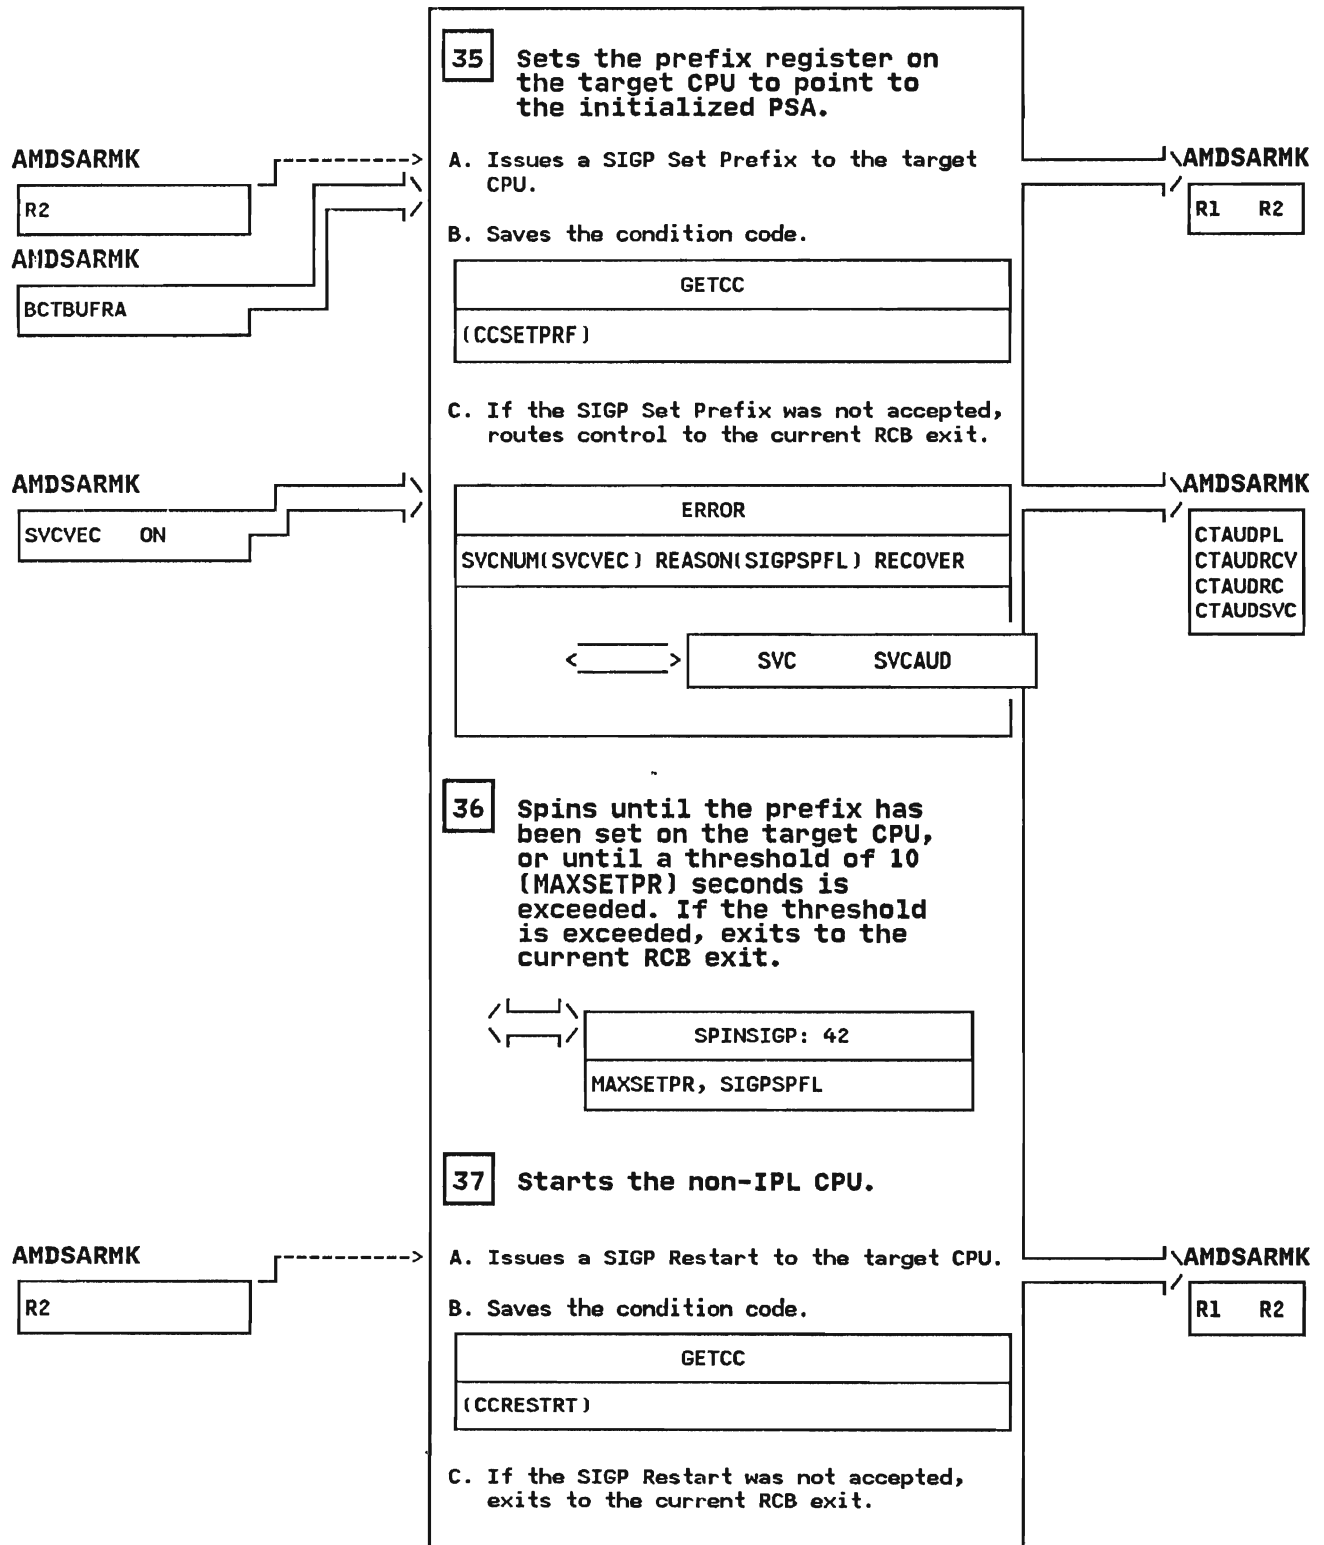 35 Sets the prefix register on
the target CPU to point to
the initialized PSA.
AMDSARMK
R2
AMDSARMK
BCTBUFRA
A. Issues a SIGP Set Prefix to the target
CPU.
AMDSARMK
R1 R2
B. Saves the condition code.
GETCC
(CCSETPRF)
C. If the SIGP Set Prefix was not accepted,
routes control to the current RCB exit.
AMDSARMK
SVCVEC ON
ERROR
SVCNUM(SVCVEC) REASON(SIGPSPFL) RECOVER
SVC SVCAUD
AMDSARMK
CTAUDPL
CTAUDRCV
CTAUDRC
CTAUDSVC
36 Spins until the prefix has
been set on the target CPU,
or until a threshold of 10
(MAXSETPR) seconds is
exceeded. If the threshold
is exceeded, exits to the
current RCB exit.
SPINSIGP: 42
MAXSETPR, SIGPSPFL
37 Starts the non-IPL CPU.
AMDSARMK
R2
A. Issues a SIGP Restart to the target CPU.
AMDSARMK
R1 R2
B. Saves the condition code.
GETCC
(CCRESTRT)
C. If the SIGP Restart was not accepted,
exits to the current RCB exit.